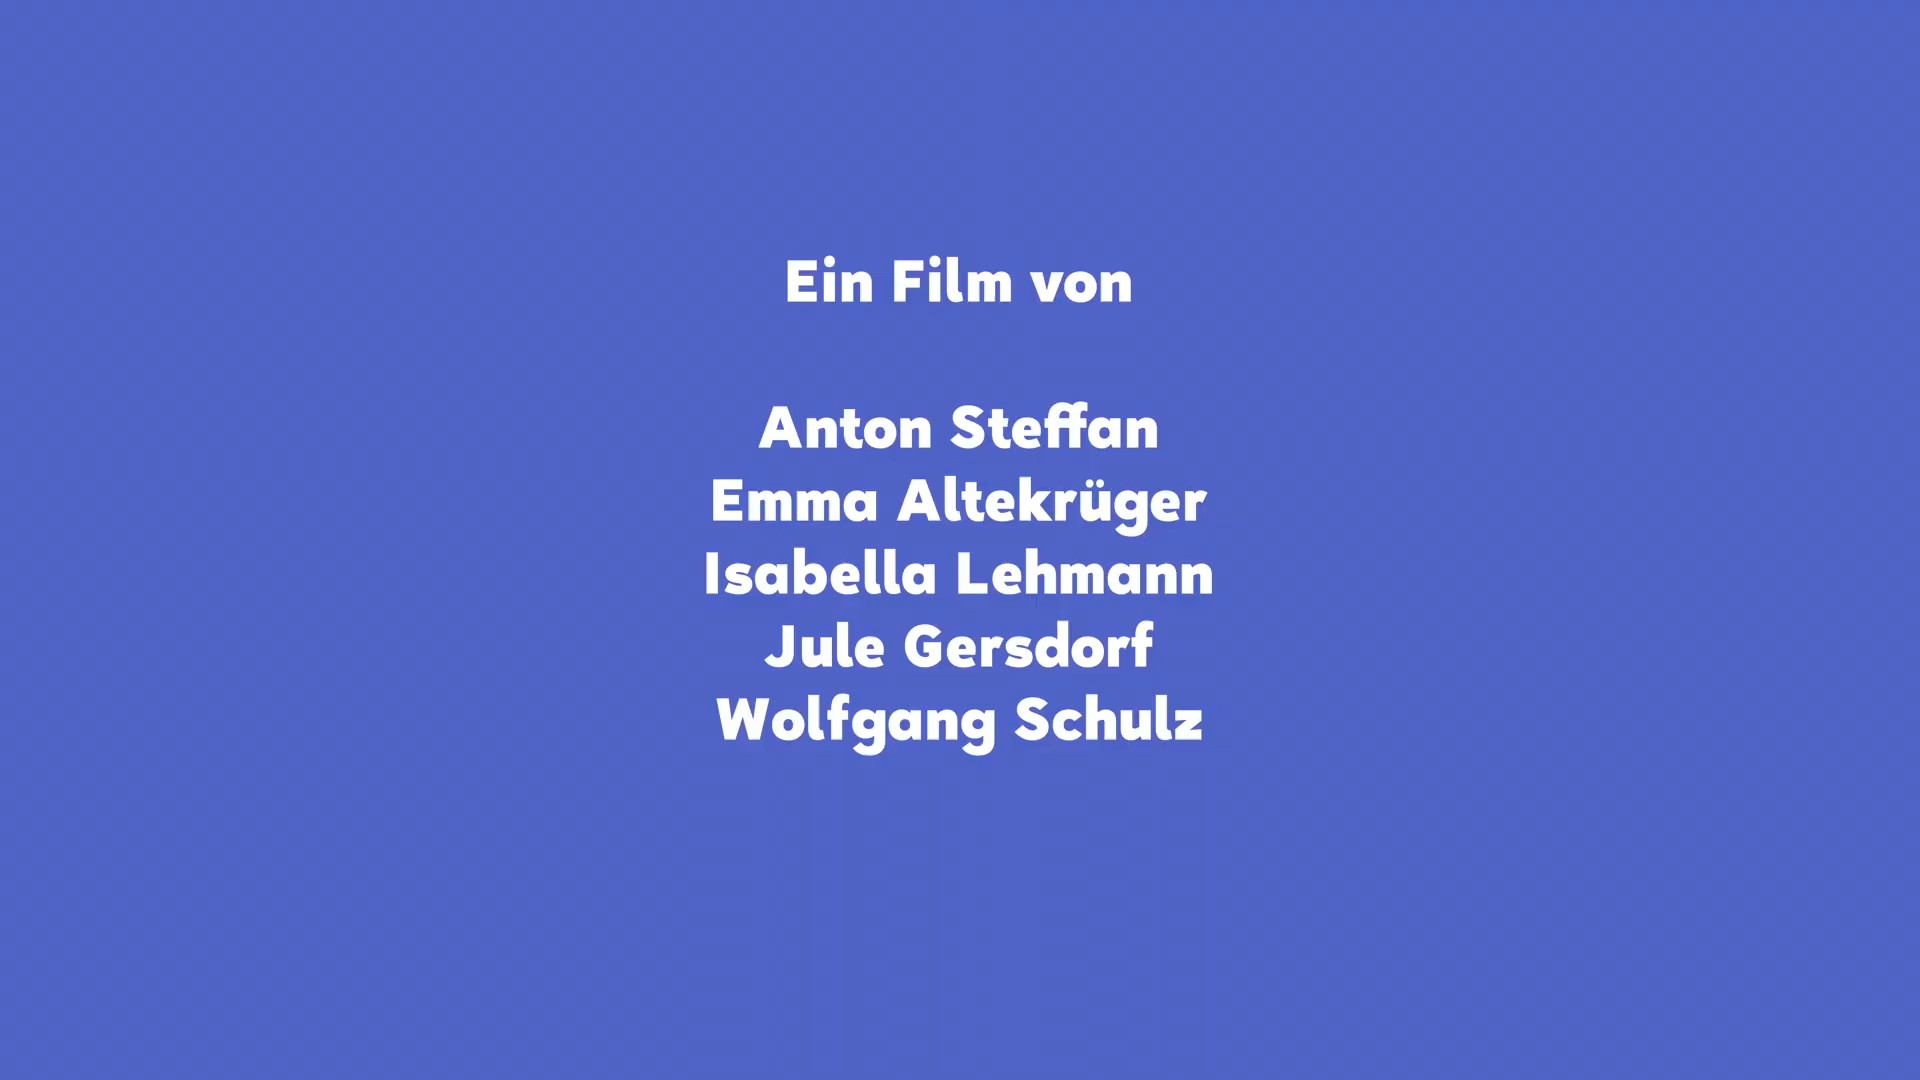 Ein Film von
Anton Steffan
Emma Altekrüger
Isabella Lehmann
Jule Gersdorf
Wolfgang Schulz